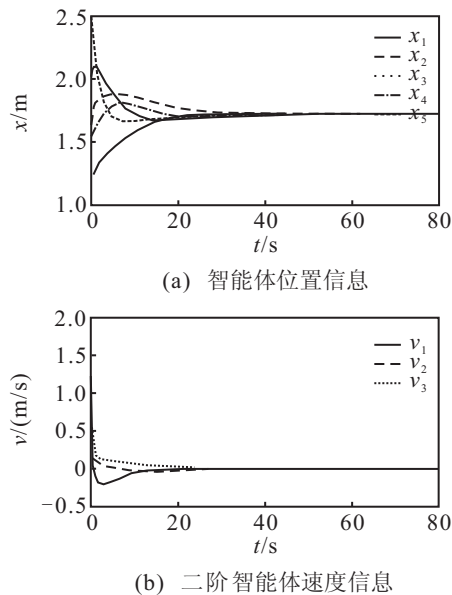 2.5
2.0
1.5
1.0
x/m
x₁
x₂
x₃
x₄
x₅
0 20 40 60 80
t/s
(a) 智能体位置信息
2.0
1.5
1.0
0.5
0
−0.5
v/(m/s)
v₁
v₂
v₃
0 20 40 60 80
t/s
(b) 二阶智能体速度信息